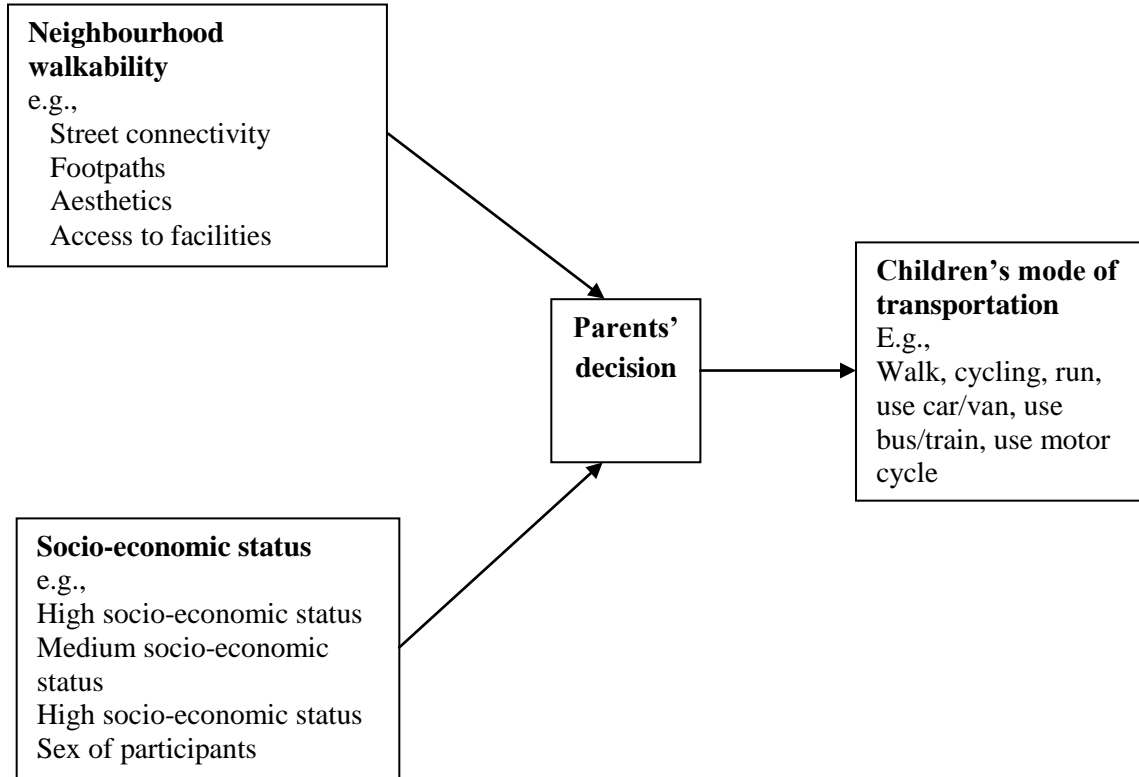 Neighbourhood
walkability
e.g.,
Street connectivity
Footpaths
Aesthetics
Access to facilities
Parents’
decision
Children’s mode of
transportation
E.g.,
Walk, cycling, run,
use car/van, use
bus/train, use motor
cycle
Socio-economic status
e.g.,
High socio-economic status
Medium socio-economic
status
High socio-economic status
Sex of participants